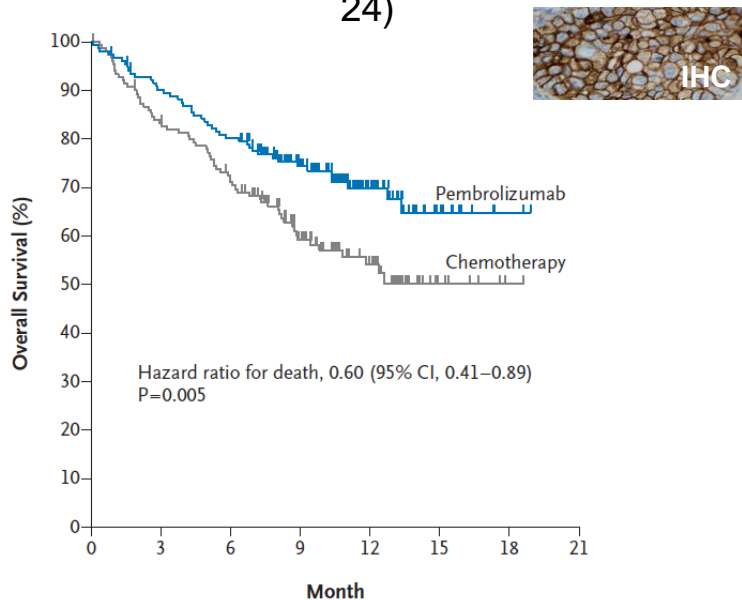 24)
IHC
100
90
80
70
60
50
40
30
20
10
0
Overall Survival (%)
Pembrolizumab
Chemotherapy
Hazard ratio for death, 0.60 (95% CI, 0.41–0.89)
P=0.005
0 3 6 9 12 15 18 21
Month